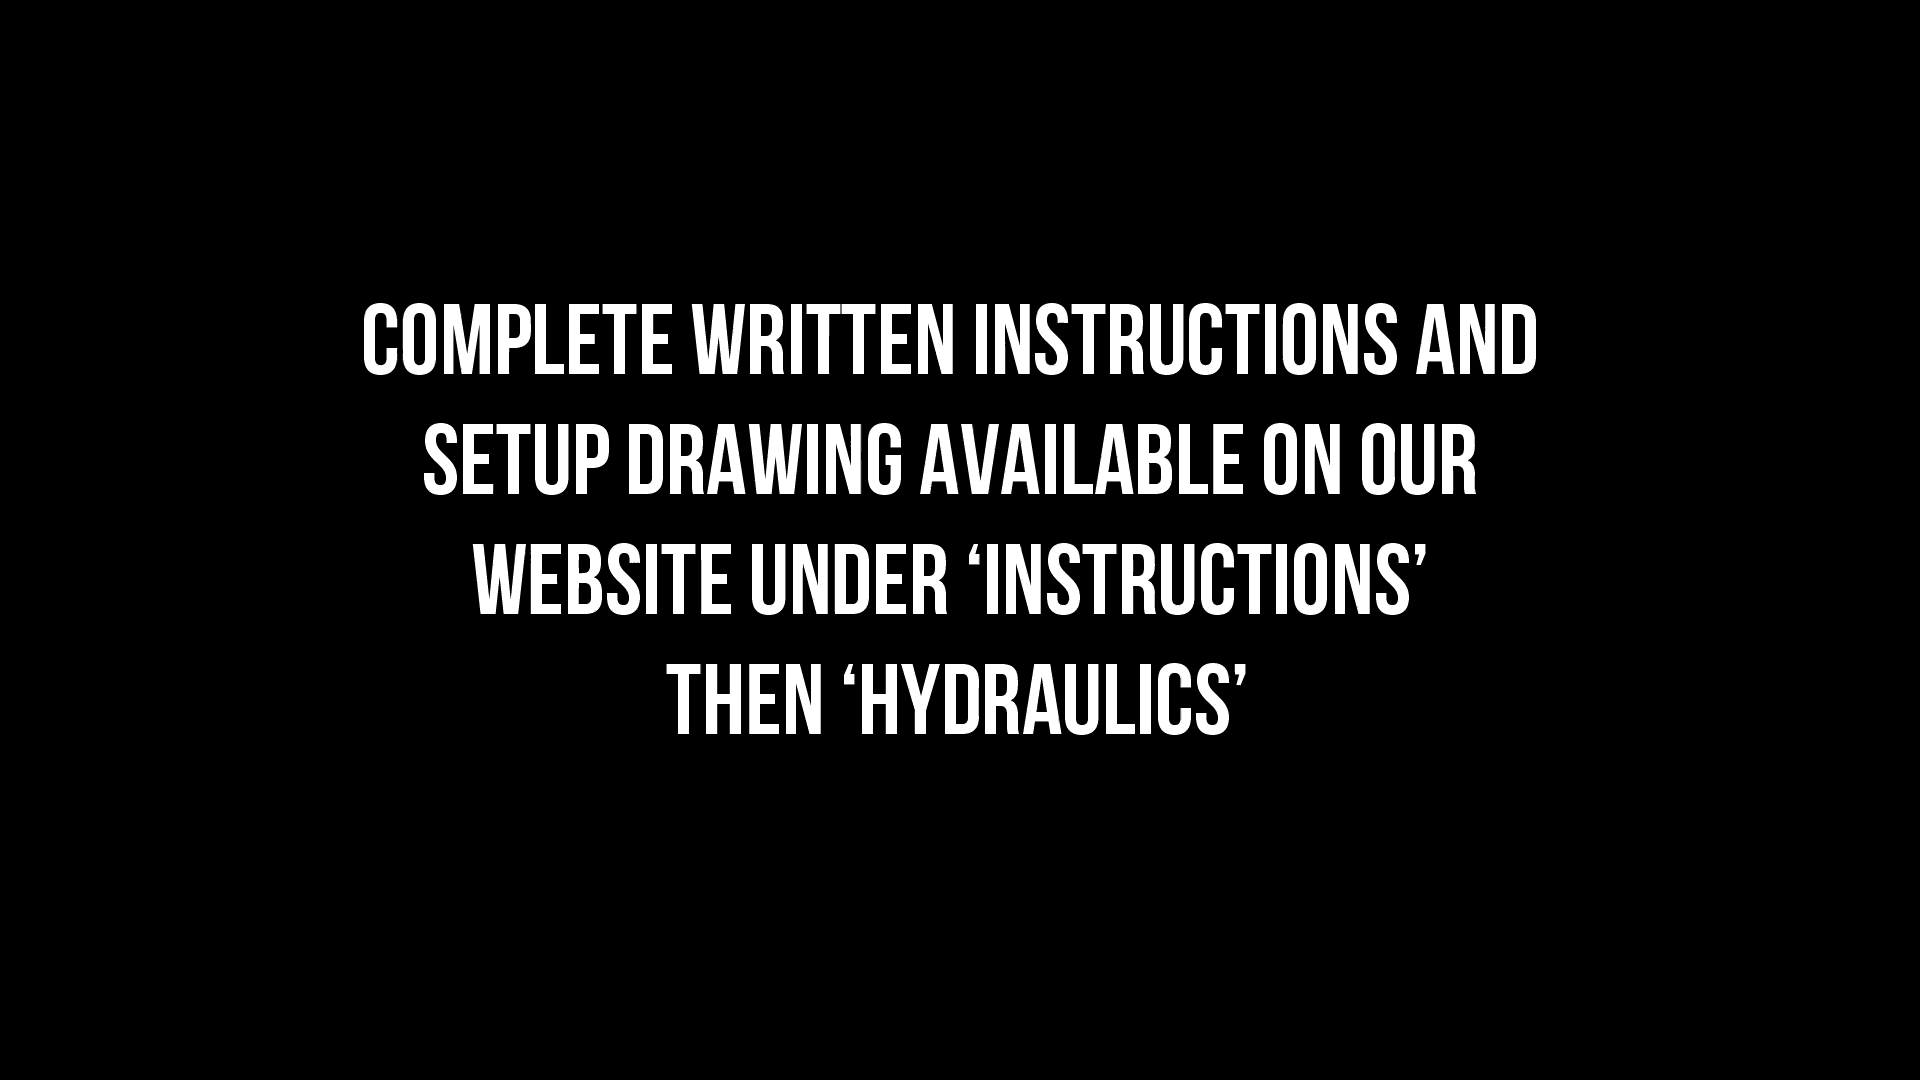 COMPLETE WRITTEN INSTRUCTIONS AND
SETUP DRAWING AVAILABLE ON OUR
WEBSITE UNDER ‘INSTRUCTIONS’
THEN ‘HYDRAULICS’